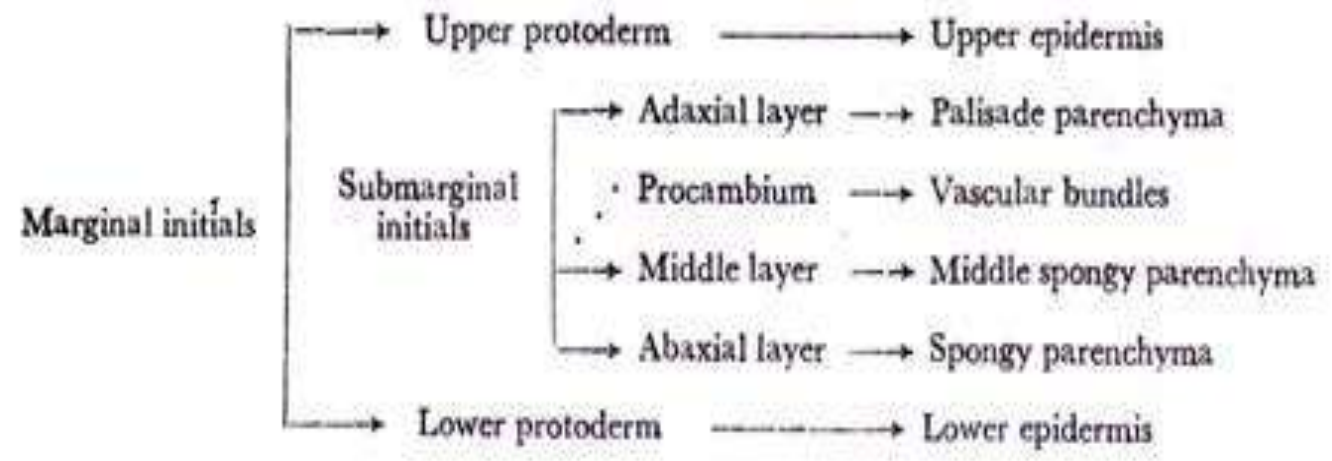 Upper protoderm Upper epidermis
Adaxial layer Palisade parenchyma
Submarginal
initials
Procambium Vascular bundles
Marginal initials
Middle layer Middle spongy parenchyma
Abaxial layer Spongy parenchyma
Lower protoderm Lower epidermis